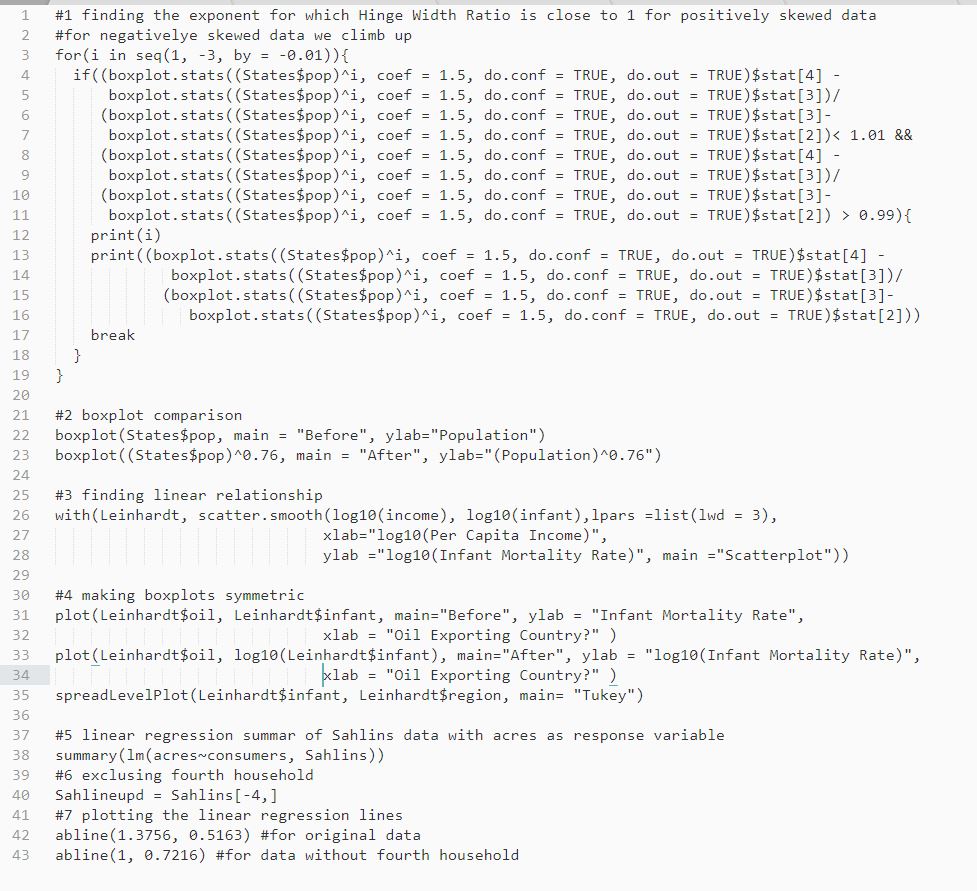 1 #1 finding the exponent for which Hinge Width Ratio is close to 1 for positively skewed data
2 #for negativelye skewed data we climb up
3 for(i in seq(1, -3, by = -0.01)){
4 if((boxplot.stats((States$pop)^i, coef = 1.5, do.conf = TRUE, do.out = TRUE)$stat[4] -
5 boxplot.stats((States$pop)^i, coef = 1.5, do.conf = TRUE, do.out = TRUE)$stat[3])/
6 (boxplot.stats((States$pop)^i, coef = 1.5, do.conf = TRUE, do.out = TRUE)$stat[3]-
7 boxplot.stats((States$pop)^i, coef = 1.5, do.conf = TRUE, do.out = TRUE)$stat[2])< 1.01 &&
8 (boxplot.stats((States$pop)^i, coef = 1.5, do.conf = TRUE, do.out = TRUE)$stat[4] -
9 boxplot.stats((States$pop)^i, coef = 1.5, do.conf = TRUE, do.out = TRUE)$stat[3])/
10 (boxplot.stats((States$pop)^i, coef = 1.5, do.conf = TRUE, do.out = TRUE)$stat[3]-
11 boxplot.stats((States$pop)^i, coef = 1.5, do.conf = TRUE, do.out = TRUE)$stat[2]) > 0.99){
12 print(i)
13 print((boxplot.stats((States$pop)^i, coef = 1.5, do.conf = TRUE, do.out = TRUE)$stat[4] -
14 boxplot.stats((States$pop)^i, coef = 1.5, do.conf = TRUE, do.out = TRUE)$stat[3])/
15 (boxplot.stats((States$pop)^i, coef = 1.5, do.conf = TRUE, do.out = TRUE)$stat[3]-
16 boxplot.stats((States$pop)^i, coef = 1.5, do.conf = TRUE, do.out = TRUE)$stat[2]))
17 break
18 }
19 }
20
21 #2 boxplot comparison
22 boxplot(States$pop, main = "Before", ylab="Population")
23 boxplot((States$pop)^0.76, main = "After", ylab="(Population)^0.76")
24
25 #3 finding linear relationship
26 with(Leinhardt, scatter.smooth(log10(income), log10(infant),lpars =list(lwd = 3),
27 xlab="log10(Per Capita Income)",
28 ylab ="log10(Infant Mortality Rate)", main ="Scatterplot"))
29
30 #4 making boxplots symmetric
31 plot(Leinhardt$oil, Leinhardt$infant, main="Before", ylab = "Infant Mortality Rate",
32 xlab = "Oil Exporting Country?" )
33 plot(Leinhardt$oil, log10(Leinhardt$infant), main="After", ylab = "log10(Infant Mortality Rate)",
34 xlab = "Oil Exporting Country?" )
35 spreadLevelPlot(Leinhardt$infant, Leinhardt$region, main= "Tukey")
36
37 #5 linear regression summar of Sahlins data with acres as response variable
38 summary(lm(acres~consumers, Sahlins))
39 #6 exclusing fourth household
40 Sahlineupd = Sahlins[-4,]
41 #7 plotting the linear regression lines
42 abline(1.3756, 0.5163) #for original data
43 abline(1, 0.7216) #for data without fourth household